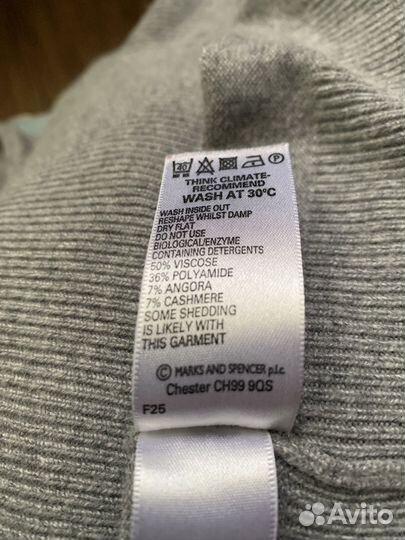 40 P
THINK CLIMATE-
RECOMMEND
WASH AT 30°C
WASH INSIDE OUT
RESHAPE WHILST DAMP
DRY FLAT
DO NOT USE
BIOLOGICAL/ENZYME
CONTAINING DETERGENTS
50% VISCOSE
36% POLYAMIDE
7% ANGORA
7% CASHMERE
SOME SHEDDING
IS LIKELY WITH
THIS GARMENT
© MARKS AND SPENCER p.l.c.
Chester CH99 9QS
F25
Avito